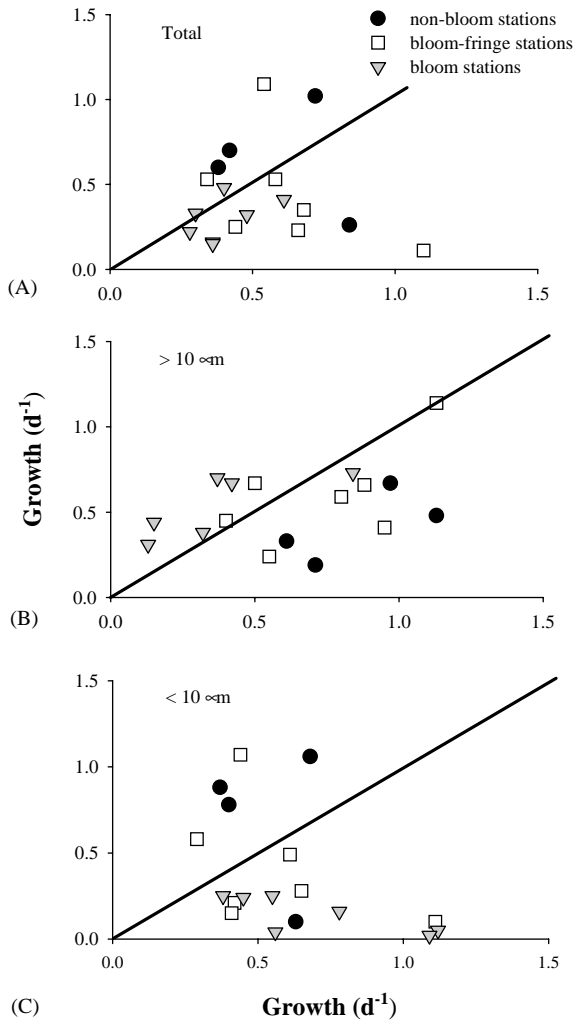 Total
non-bloom stations
bloom-fringe stations
bloom stations
1.5
1.0
0.5
0.0
(A)
0.0 0.5 1.0 1.5
> 10 ∝m
1.5
1.0
0.5
0.0
Growth (d⁻¹)
(B)
0.0 0.5 1.0 1.5
< 10 ∝m
1.5
1.0
0.5
0.0
0.0 0.5 1.0 1.5
(C)
Growth (d⁻¹)